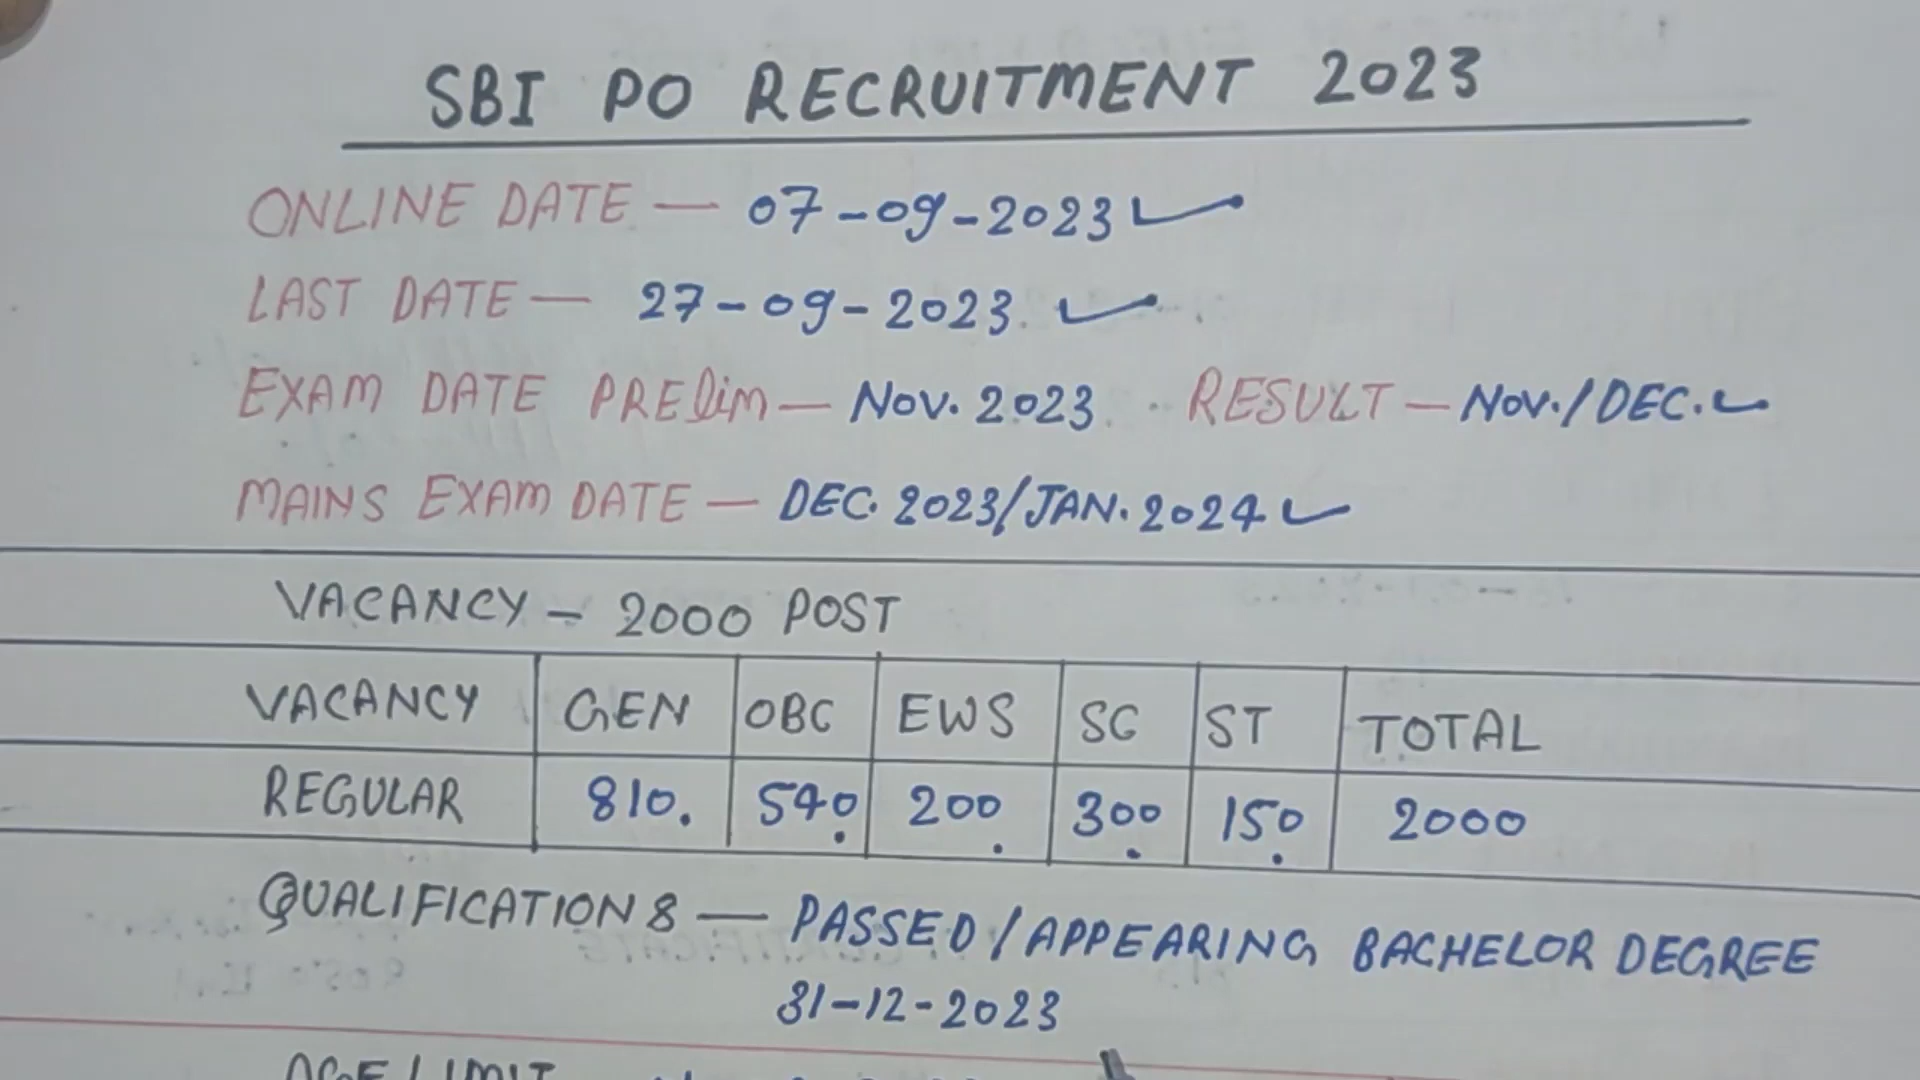 SBI PO RECRUITMENT 2023
ONLINE DATE — 07-09-2023
LAST DATE — 27-09-2023
EXAM DATE PRElim — NOV. 2023 RESULT — NOV./DEC.
MAINS EXAM DATE — DEC. 2023/JAN. 2024
VACANCY - 2000 POST
VACANCY GEN OBC EWS SC ST TOTAL
REGULAR 810. 540 200 300 150 2000
QUALIFICATION 8 — PASSED/APPEARING BACHELOR DEGREE
31-12-2023
AGE LIMIT